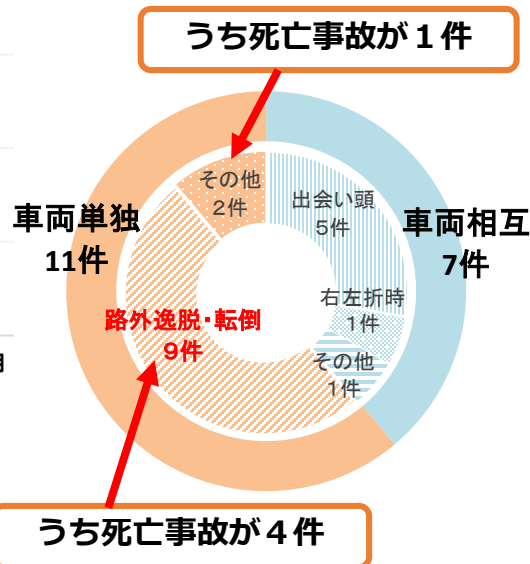 うち死亡事故が１件
その他
2件
出会い頭
5件
車両単独
11件
車両相互
7件
右左折時
1件
路外逸脱・転倒
9件
その他
1件
月
うち死亡事故が４件